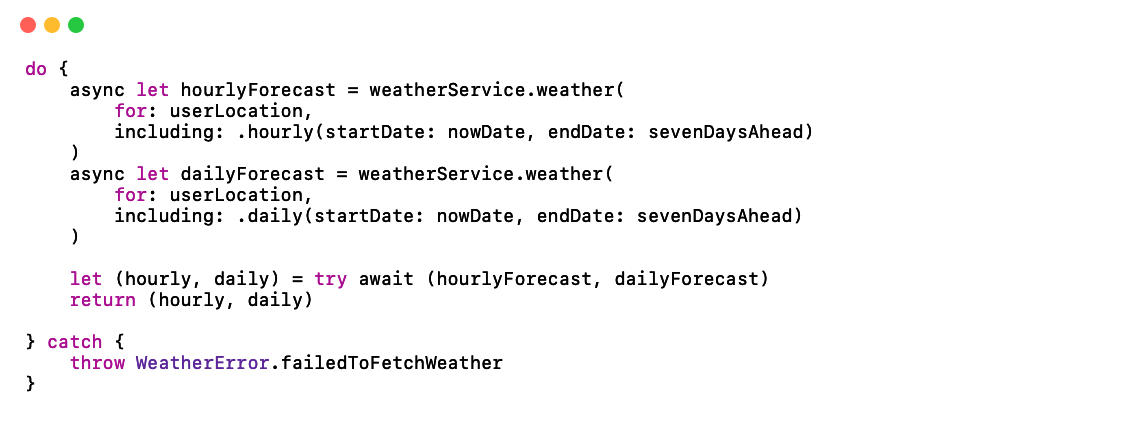 do {
    async let hourlyForecast = weatherService.weather(
        for: userLocation,
        including: .hourly(startDate: nowDate, endDate: sevenDaysAhead)
    )
    async let dailyForecast = weatherService.weather(
        for: userLocation,
        including: .daily(startDate: nowDate, endDate: sevenDaysAhead)
    )

    let (hourly, daily) = try await (hourlyForecast, dailyForecast)
    return (hourly, daily)

} catch {
    throw WeatherError.failedToFetchWeather
}